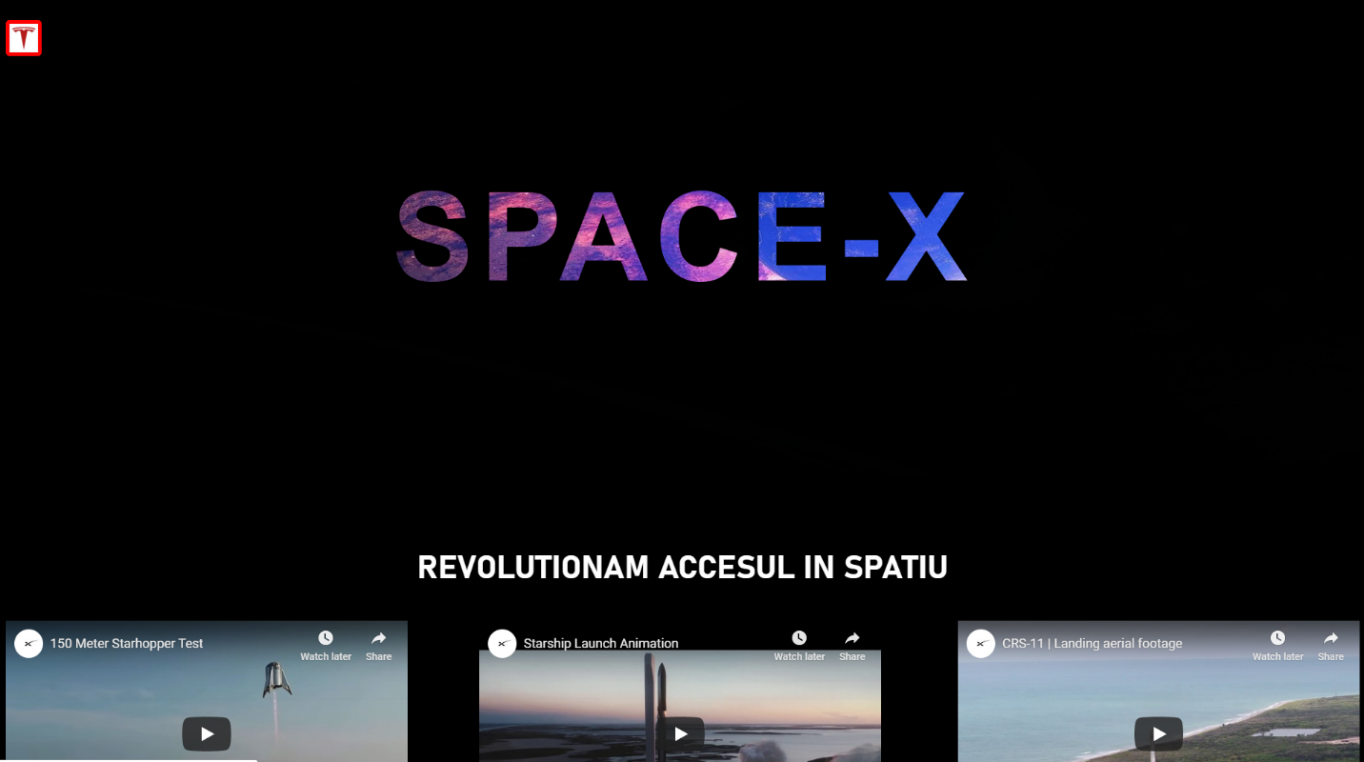 SPACE-X
REVOLUTIONAM ACCESUL IN SPATIU
150 Meter Starhopper Test
Watch later
Share
Starship Launch Animation
Watch later
Share
CRS-11 | Landing aerial footage
Watch later
Share